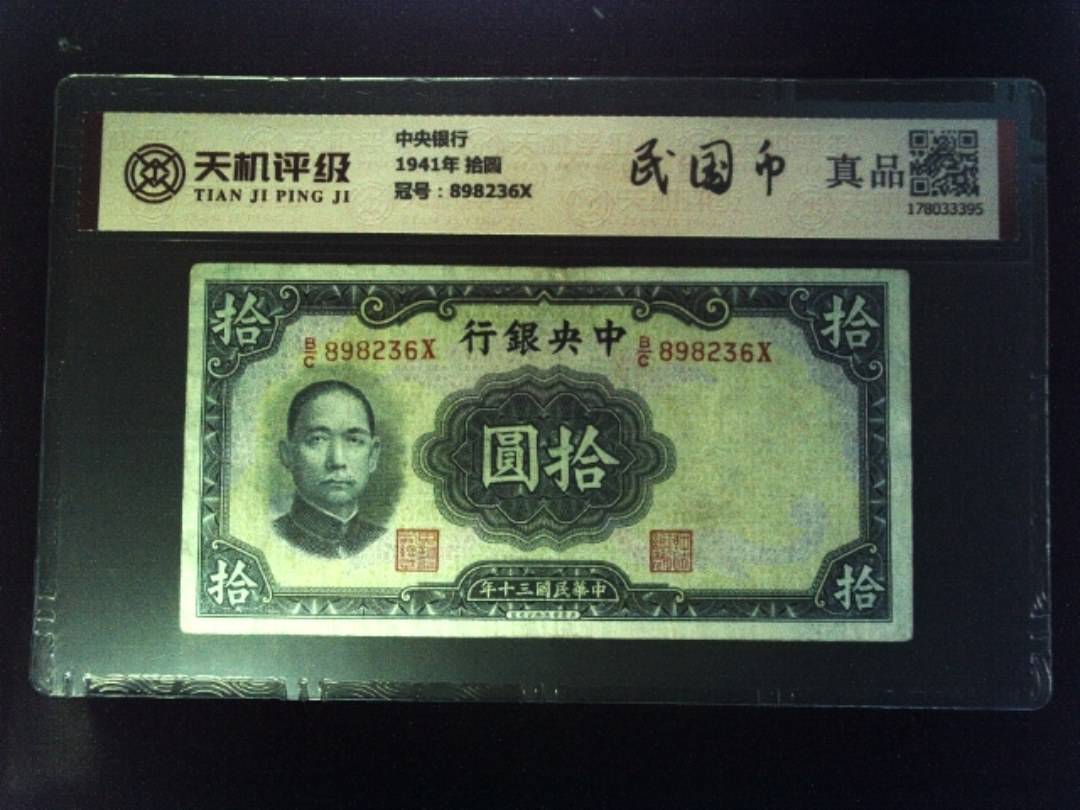 天机评级
TIAN JI PING JI
中央银行
1941年 拾圆
冠号：898236X
民国币
真品
178033395
拾
拾
中央銀行
B/C 898236X
B/C 898236X
拾圓
拾
拾
中華民國三十年